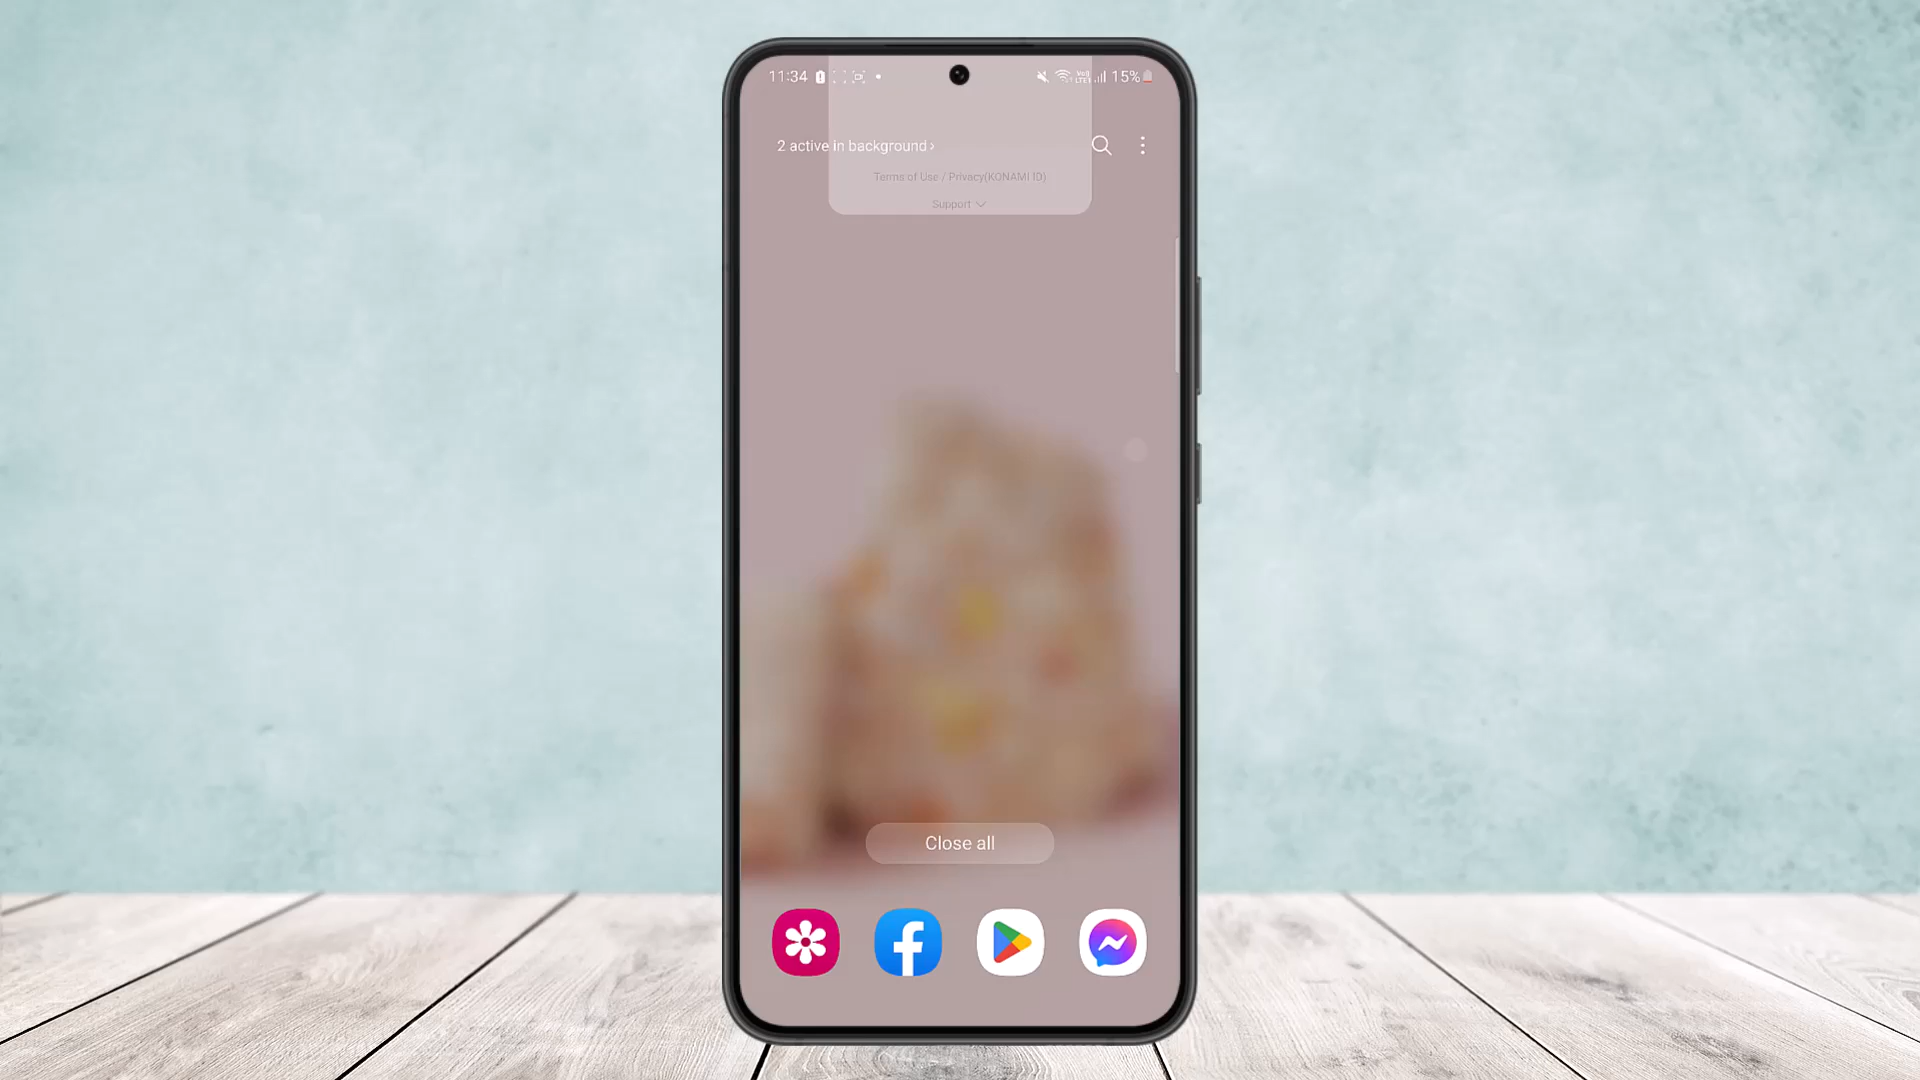 11:34
15%
2 active in background ›
Terms of Use / Privacy(KONAMI ID)
Support
Close all